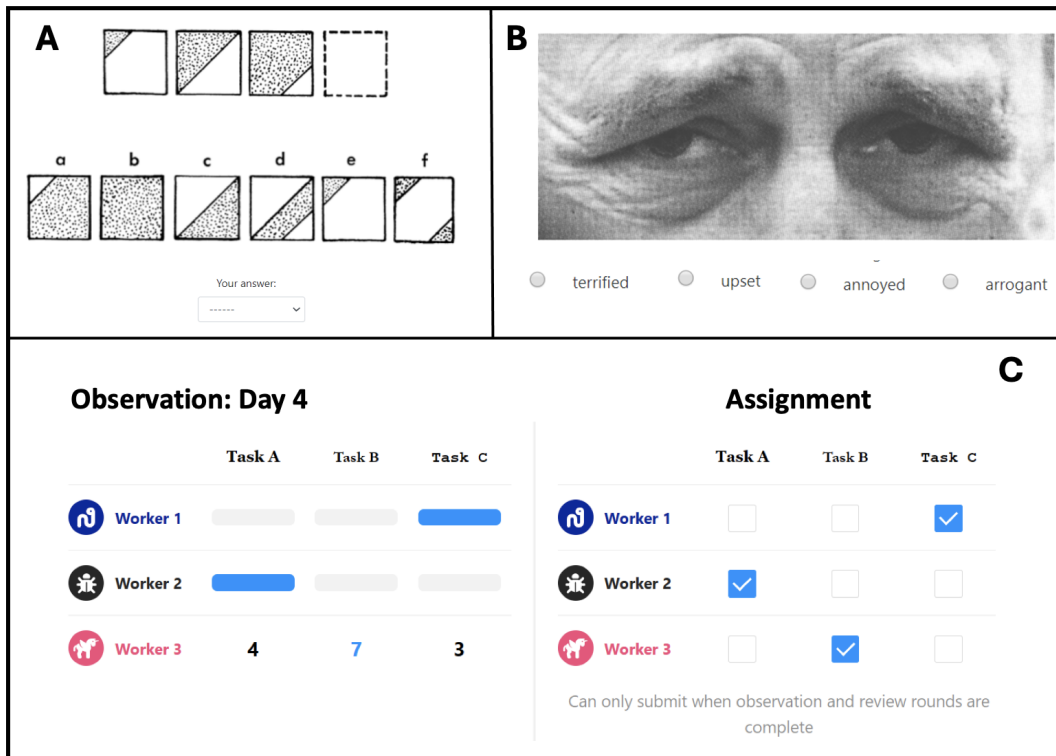 A
a b c d e f
Your answer:
------
B
terrified upset annoyed arrogant
C
Observation: Day 4
Task A Task B Task C
Worker 1
Worker 2
Worker 3 4 7 3
Assignment
Task A Task B Task C
Worker 1
Worker 2
Worker 3
Can only submit when observation and review rounds are
complete